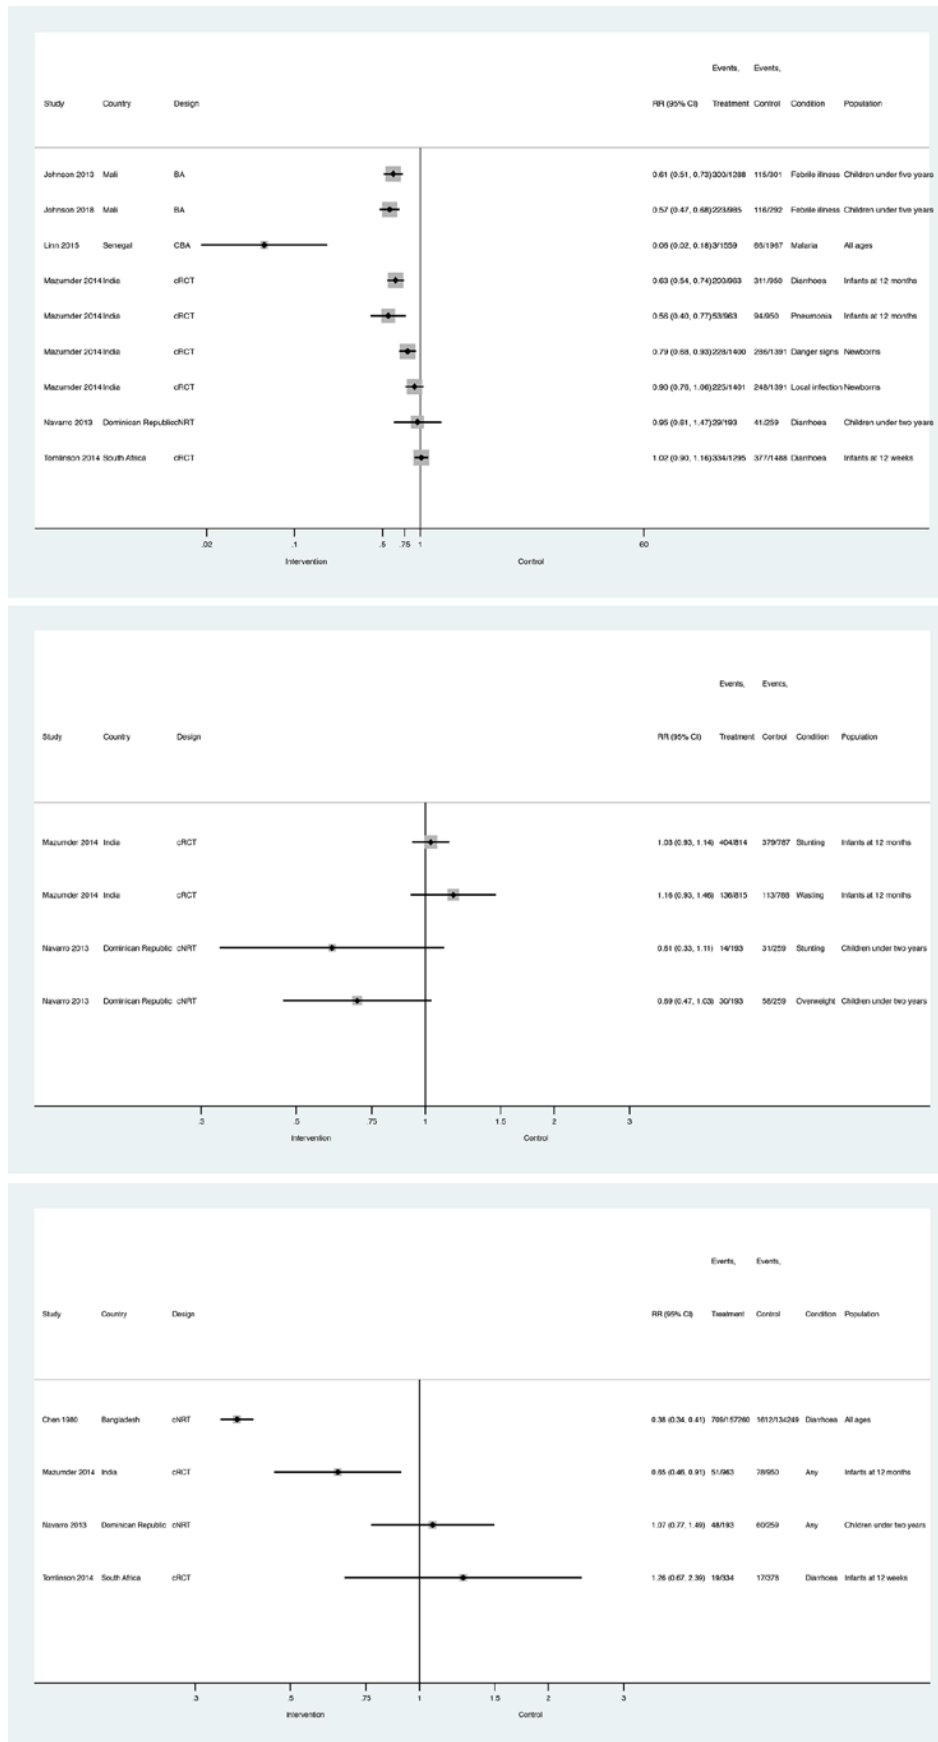 Events, Events,
Study Country Design RR (95% CI) Treatment Control Condition Population
Johnson 2013 Mali BA 0.61 (0.51, 0.73)300/1288 115/301 Febrile illness Children under five years
Johnson 2018 Mali BA 0.57 (0.47, 0.68)223/985 116/292 Febrile illness Children under five years
Linn 2015 Senegal CBA 0.06 (0.02, 0.18)3/1559 66/1967 Malaria All ages
Mazumder 2014 India cRCT 0.63 (0.54, 0.74)200/963 311/950 Diarrhoea Infants at 12 months
Mazumder 2014 India cRCT 0.56 (0.40, 0.77)53/963 94/950 Pneumonia Infants at 12 months
Mazumder 2014 India cRCT 0.79 (0.68, 0.93)228/1400 286/1391 Danger signs Newborns
Mazumder 2014 India cRCT 0.90 (0.76, 1.06)225/1401 248/1391 Local infection Newborns
Navarro 2013 Dominican Republic cNRT 0.95 (0.61, 1.47)29/193 41/259 Diarrhoea Children under two years
Tomlinson 2014 South Africa cRCT 1.02 (0.90, 1.16)334/1295 377/1488 Diarrhoea Infants at 12 weeks
.02 .1 .5 .75 1 60
Intervention Control
Events, Events,
Study Country Design RR (95% CI) Treatment Control Condition Population
Mazumder 2014 India cRCT 1.03 (0.93, 1.14) 404/814 379/787 Stunting Infants at 12 months
Mazumder 2014 India cRCT 1.16 (0.93, 1.46) 136/815 113/788 Wasting Infants at 12 months
Navarro 2013 Dominican Republic cNRT 0.61 (0.33, 1.11) 14/193 31/259 Stunting Children under two years
Navarro 2013 Dominican Republic cNRT 0.69 (0.47, 1.03) 30/193 58/259 Overweight Children under two years
.3 .5 .75 1 1.5 2 3
Intervention Control
Events, Events,
Study Country Design RR (95% CI) Treatment Control Condition Population
Chen 1980 Bangladesh cNRT 0.38 (0.34, 0.41) 709/157260 1612/134249 Diarrhoea All ages
Mazumder 2014 India cRCT 0.65 (0.46, 0.91) 51/963 78/950 Any Infants at 12 months
Navarro 2013 Dominican Republic cNRT 1.07 (0.77, 1.49) 48/193 60/259 Any Children under two years
Tomlinson 2014 South Africa cRCT 1.26 (0.67, 2.39) 19/334 17/378 Diarrhoea Infants at 12 weeks
.3 .5 .75 1 1.5 2 3
Intervention Control